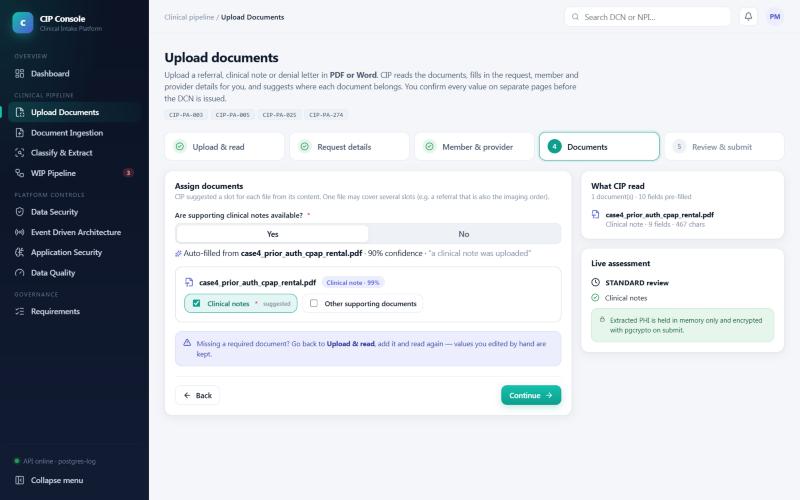 c
CIP Console
Clinical Intake Platform
OVERVIEW
Dashboard
CLINICAL PIPELINE
Upload Documents
Document Ingestion
Classify & Extract
WIP Pipeline 3
PLATFORM CONTROLS
Data Security
Event Driven Architecture
Application Security
Data Quality
GOVERNANCE
Requirements
API online · postgres-log
Collapse menu
Clinical pipeline / Upload Documents
Search DCN or NPI...
PM
Upload documents
Upload a referral, clinical note or denial letter in PDF or Word. CIP reads the documents, fills in the request, member and
provider details for you, and suggests where each document belongs. You confirm every value on separate pages before
the DCN is issued.
CIP-PA-003 CIP-PA-005 CIP-PA-025 CIP-PA-274
Upload & read
Request details
Member & provider
4 Documents
5 Review & submit
Assign documents
CIP suggested a slot for each file from its content. One file may cover several slots (e.g. a referral that is also the imaging order).
Are supporting clinical notes available? *
Yes No
Auto-filled from case4_prior_auth_cpap_rental.pdf · 90% confidence · "a clinical note was uploaded"
case4_prior_auth_cpap_rental.pdf Clinical note · 99%
Clinical notes * suggested Other supporting documents
Missing a required document? Go back to Upload & read, add it and read again — values you edited by hand are
kept.
Back Continue
What CIP read
1 document(s) · 10 fields pre-filled
case4_prior_auth_cpap_rental.pdf
Clinical note · 9 fields · 467 chars
Live assessment
STANDARD review
Clinical notes
Extracted PHI is held in memory only and encrypted
with pgcrypto on submit.